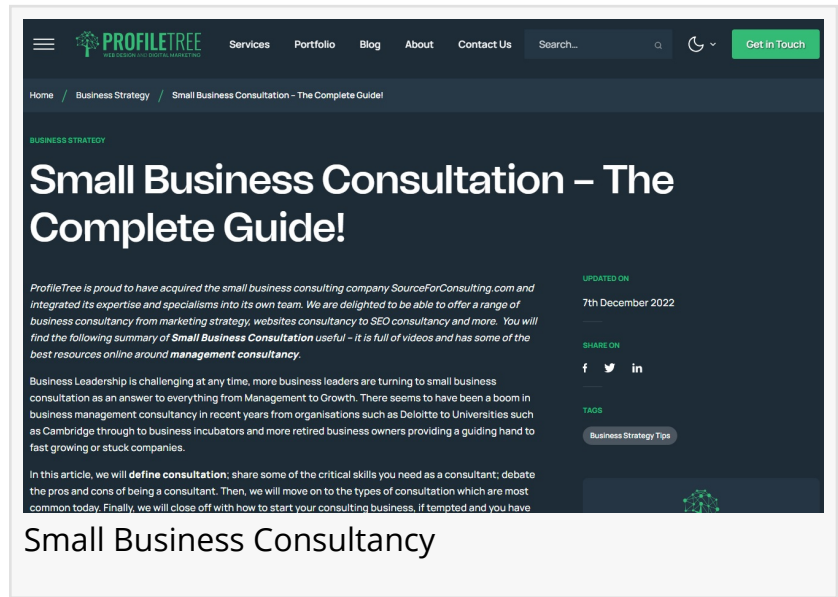 PROFILETREE
WEB DESIGN AND DIGITAL MARKETING
Services
Portfolio
Blog
About
Contact Us
Search...
Get in Touch
Home / Business Strategy / Small Business Consultation – The Complete Guide!
BUSINESS STRATEGY
Small Business Consultation – The
Complete Guide!
ProfileTree is proud to have acquired the small business consulting company SourceForConsulting.com and
integrated its expertise and specialisms into its own team. We are delighted to be able to offer a range of
business consultancy from marketing strategy, websites consultancy to SEO consultancy and more. You will
find the following summary of Small Business Consultation useful – it is full of videos and has some of the
best resources online around management consultancy.
Business Leadership is challenging at any time, more business leaders are turning to small business
consultation as an answer to everything from Management to Growth. There seems to have been a boom in
business management consultancy in recent years from organisations such as Deloitte to Universities such
as Cambridge through to business incubators and more retired business owners providing a guiding hand to
fast growing or stuck companies.
In this article, we will define consultation; share some of the critical skills you need as a consultant; debate
the pros and cons of being a consultant. Then, we will move on to the types of consultation which are most
common today. Finally, we will close off with how to start your consulting business, if tempted and you have
UPDATED ON
7th December 2022
SHARE ON
TAGS
Business Strategy Tips
Small Business Consultancy